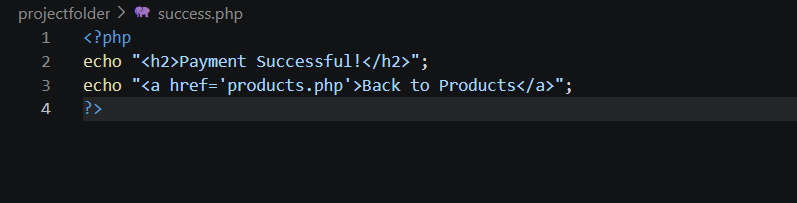 projectfolder > success.php
1 <?php
2 echo "<h2>Payment Successful!</h2>";
3 echo "<a href='products.php'>Back to Products</a>";
4 ?>